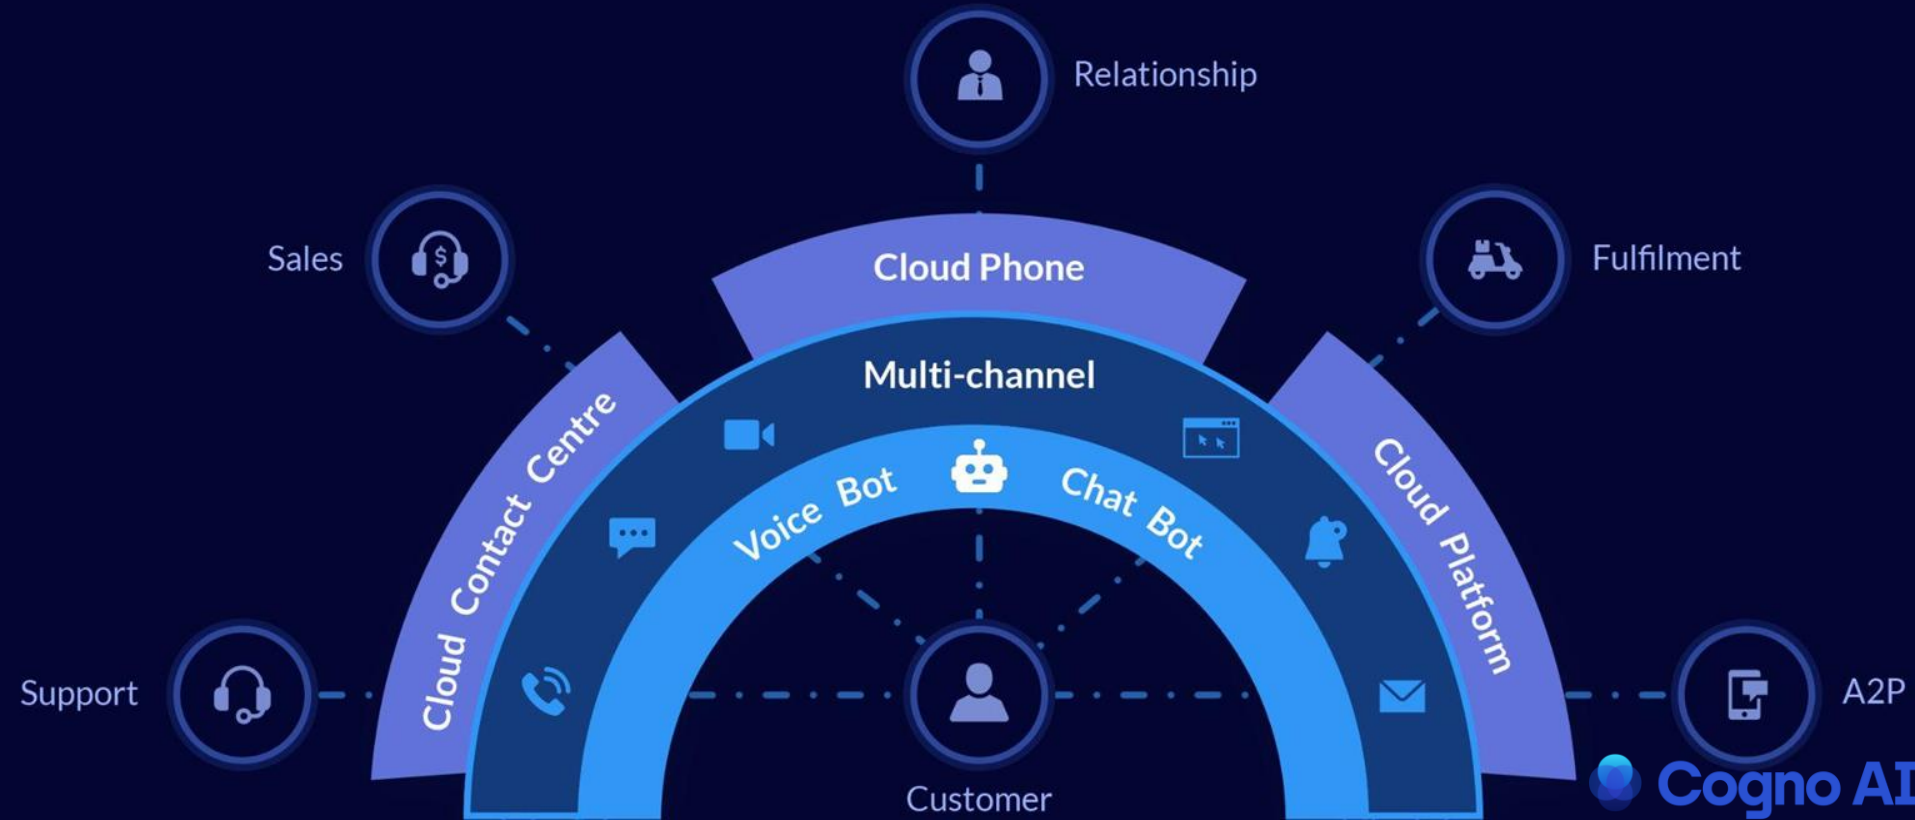 Relationship
Sales
Fulfilment
Cloud Phone
Multi-channel
Cloud Contact Centre
Voice Bot
Chat Bot
Cloud Platform
$
Support
Customer
A2P
Cogno AI